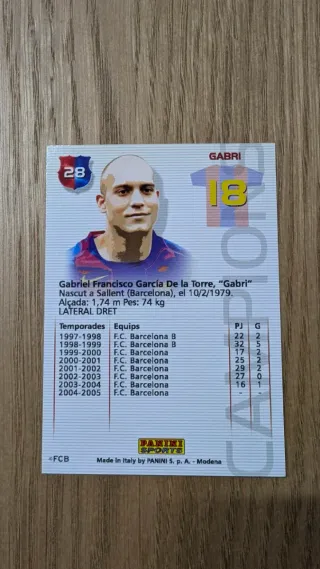 28
GABRI
18
CAMPIONS
Gabriel Francisco García De la Torre, “Gabri”
Nascut a Sallent (Barcelona), el 10/2/1979.
Alçada: 1,74 m Pes: 74 kg
LATERAL DRET
Temporades Equips PJ G
1997-1998 F.C. Barcelona B 22 2
1998-1999 F.C. Barcelona B 32 5
1999-2000 F.C. Barcelona 17 2
2000-2001 F.C. Barcelona 25 2
2001-2002 F.C. Barcelona 29 2
2002-2003 F.C. Barcelona 27 0
2003-2004 F.C. Barcelona 16 1
2004-2005 F.C. Barcelona - -
PANINI
SPORTS
©FCB Made in Italy by PANINI S. p. A. - Modena